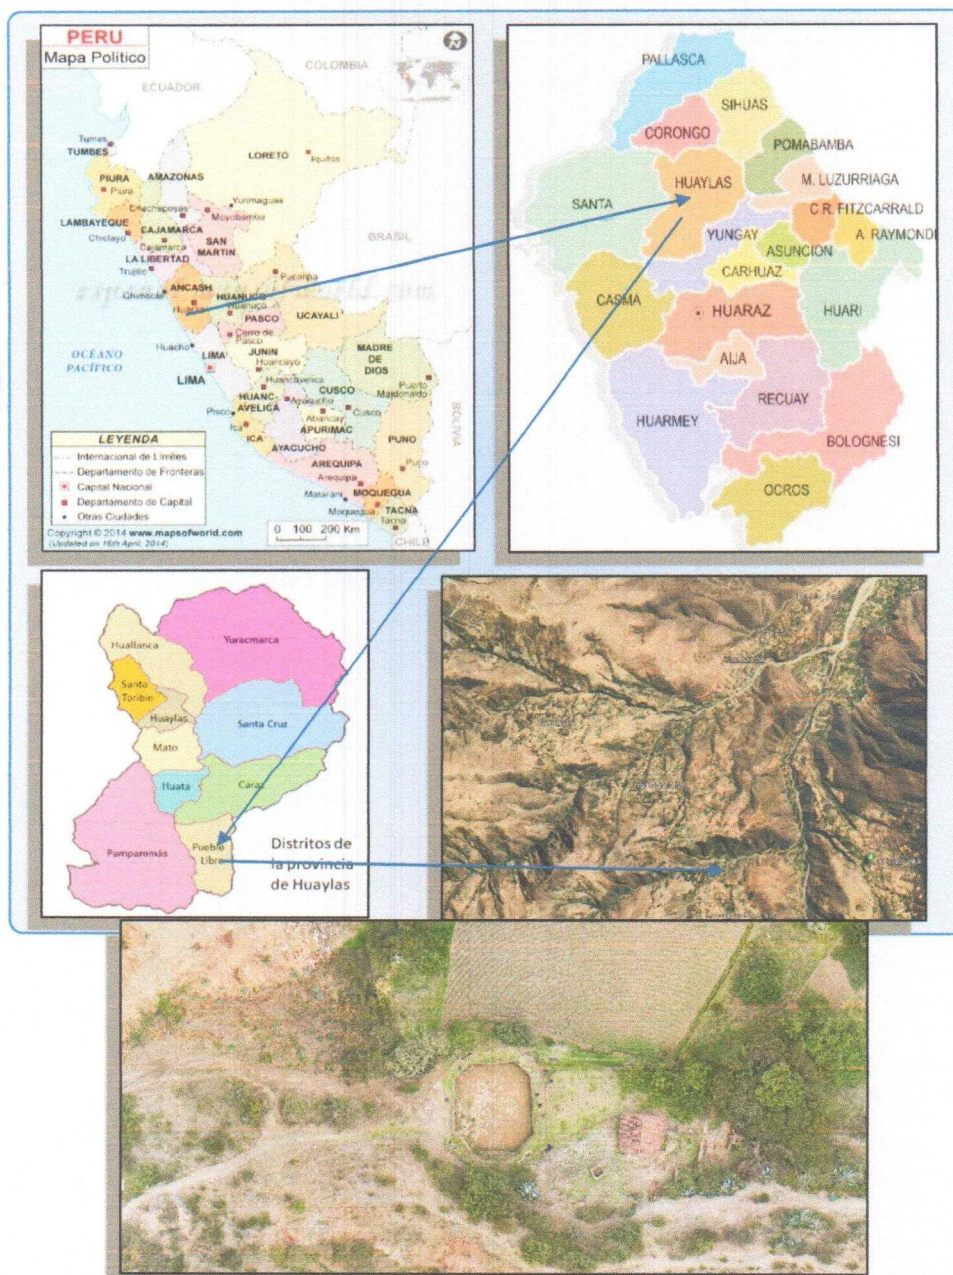 PERU
Mapa Político
N
ECUADOR
COLOMBIA
Tumes
TUMBES
LORETO
Iquitos
PIURA
Piura
AMAZONAS
Yurimaguas
Chachapoyas
Moyobamba
LAMBAYEQUE
Chiclayo
CAJAMARCA
Cajamarca
SAN
MARTIN
BRASIL
LA LIBERTAD
Trujillo
Pucallpa
ANCASH
Chimbote
HUANUCO
Huánuco
Huaraz
PASCO
UCAYALI
Cerro de
Pasco
Huacho
OCÉANO
PACÍFICO
LIMA
JUNIN
Huancayo
MADRE
DE
DIOS
LIMA
Huancavelica
CUSCO
Puerto
Maldonado
HUANC-
AVELICA
Ayacucho
Cusco
Pisco
Abancay
Ica
APURIMAC
BOLIVIA
ICA
AYACUCHO
PUNO
Puno
AREQUIPA
Arequipa
Matarani
MOQUEGUA
Moquegua
TACNA
Tacna
CHILE
LEYENDA
Internacional de Límites
Departamento de Fronteras
Capital Nacional
Departamento de Capital
Otras Ciudades
0 100 200 Km
Copyright © 2014 www.mapsofworld.com
(Updated on 16th April, 2014)
PALLASCA
SIHUAS
CORONGO
POMABAMBA
HUAYLAS
M. LUZURRIAGA
SANTA
C.R. FITZCARRALD
YUNGAY
A. RAYMONDI
ASUNCION
CARHUAZ
CASMA
HUARAZ
HUARI
AIJA
RECUAY
HUARMEY
BOLOGNESI
OCROS
Huallanca
Yuracmarca
Santo
Toribio
Huaylas
Santa Cruz
Mato
Huata
Caraz
Pamparomás
Pueblo
Libre
Distritos de
la provincia
de Huaylas